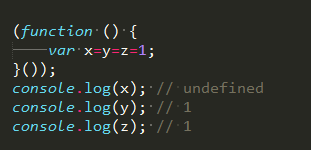 (function () {
    var x=y=z=1;
}());
console.log(x); // undefined
console.log(y); // 1
console.log(z); // 1